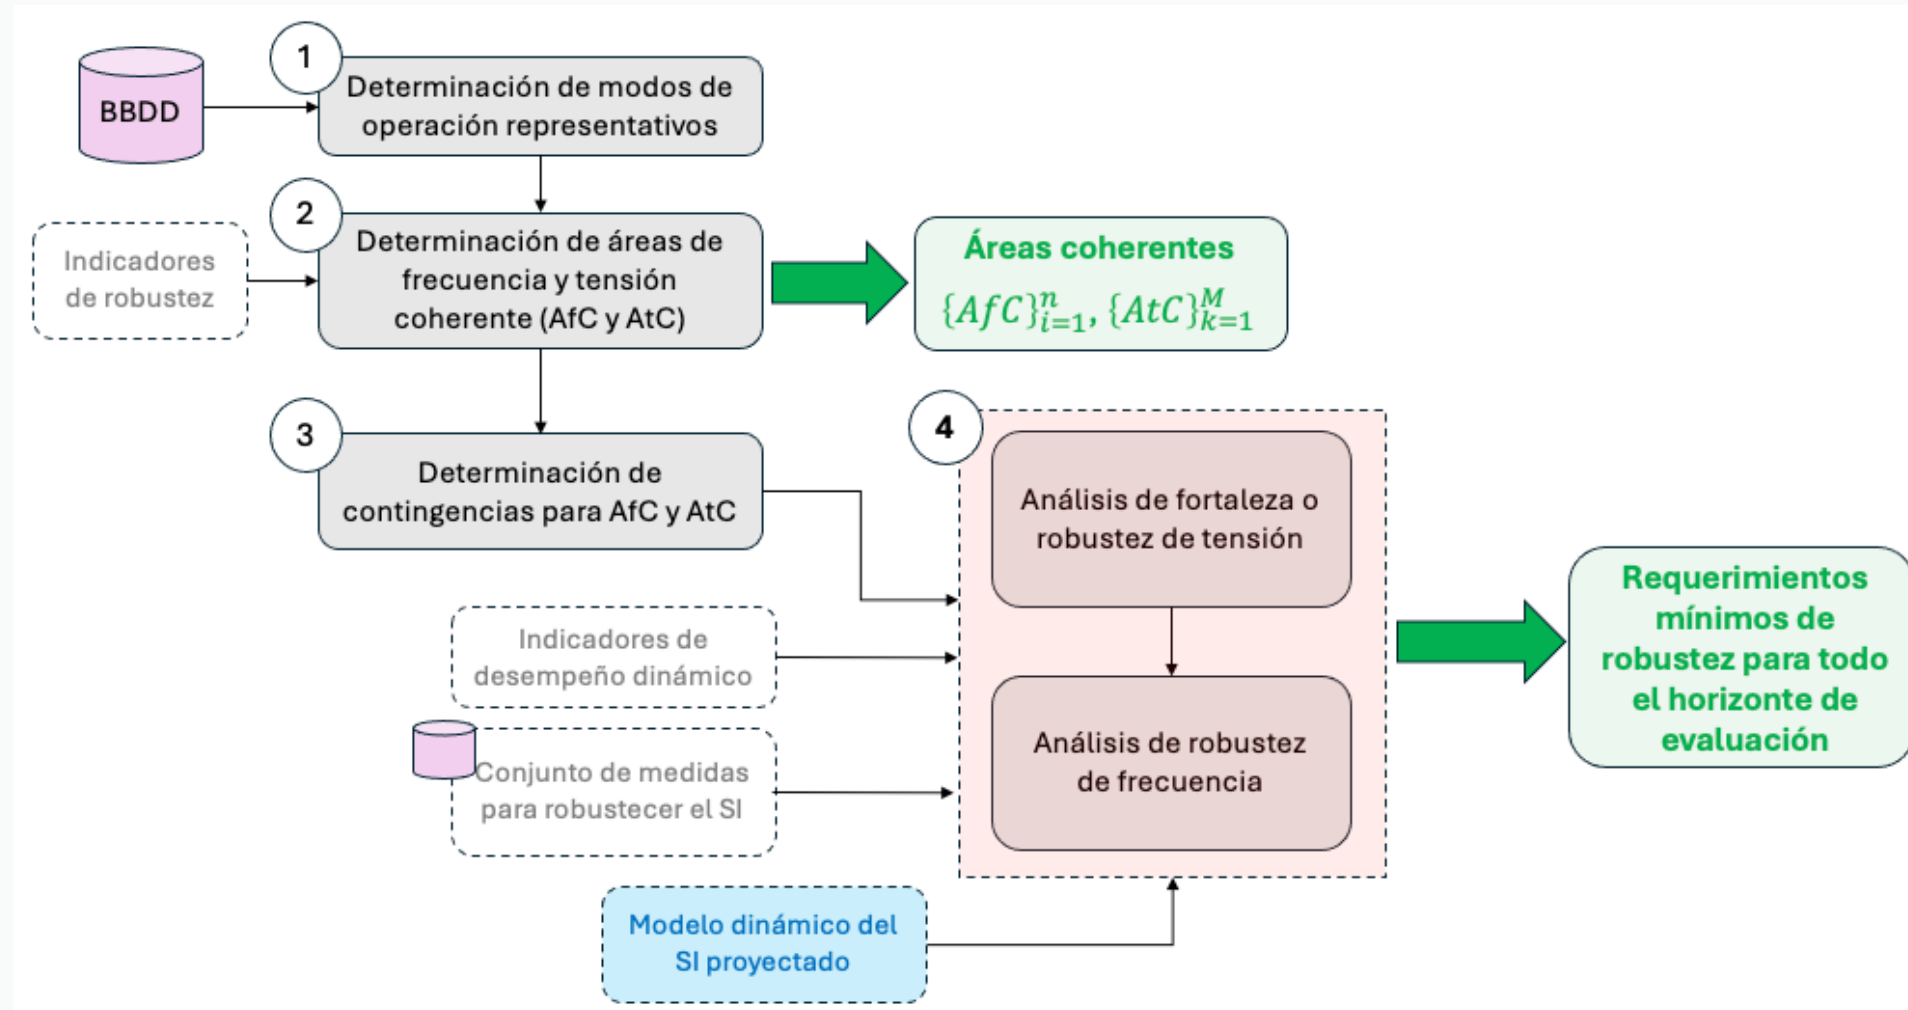 BBDD
1
Determinación de modos de
operación representativos
Indicadores
de robustez
2
Determinación de áreas de
frecuencia y tensión
coherente (AfC y AtC)
Áreas coherentes
{AfC}ⁿᵢ₌₁, {AtC}ᴹₖ₌₁
3
Determinación de
contingencias para AfC y AtC
4
Análisis de fortaleza o
robustez de tensión
Análisis de robustez
de frecuencia
Indicadores de
desempeño dinámico
Conjunto de medidas
para robustecer el SI
Modelo dinámico del
SI proyectado
Requerimientos
mínimos de
robustez para todo
el horizonte de
evaluación